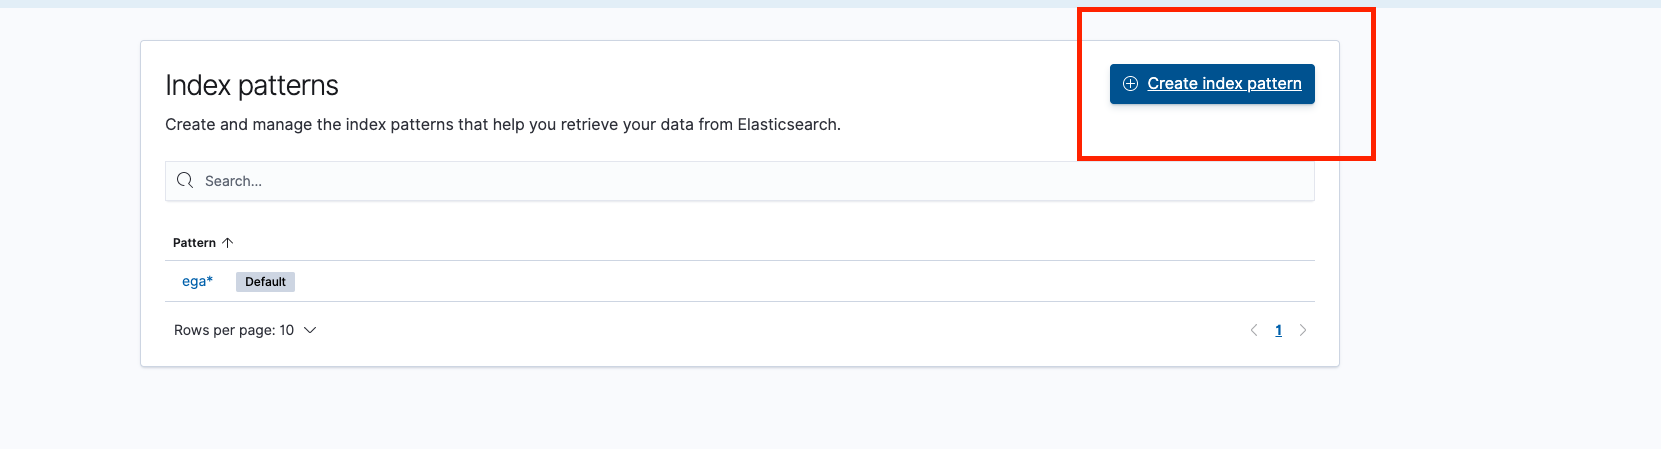 Index patterns
Create index pattern
Create and manage the index patterns that help you retrieve your data from Elasticsearch.
Search...
Pattern
ega* Default
Rows per page: 10
1